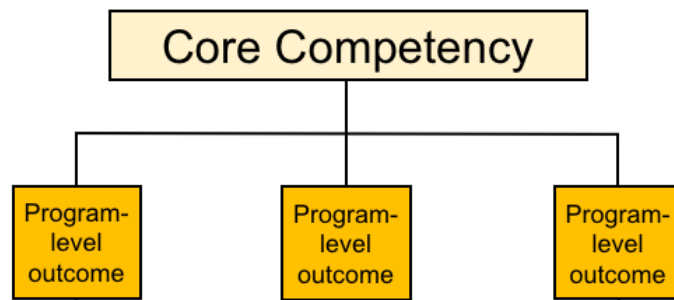 Core Competency
Program-
level
outcome
Program-
level
outcome
Program-
level
outcome